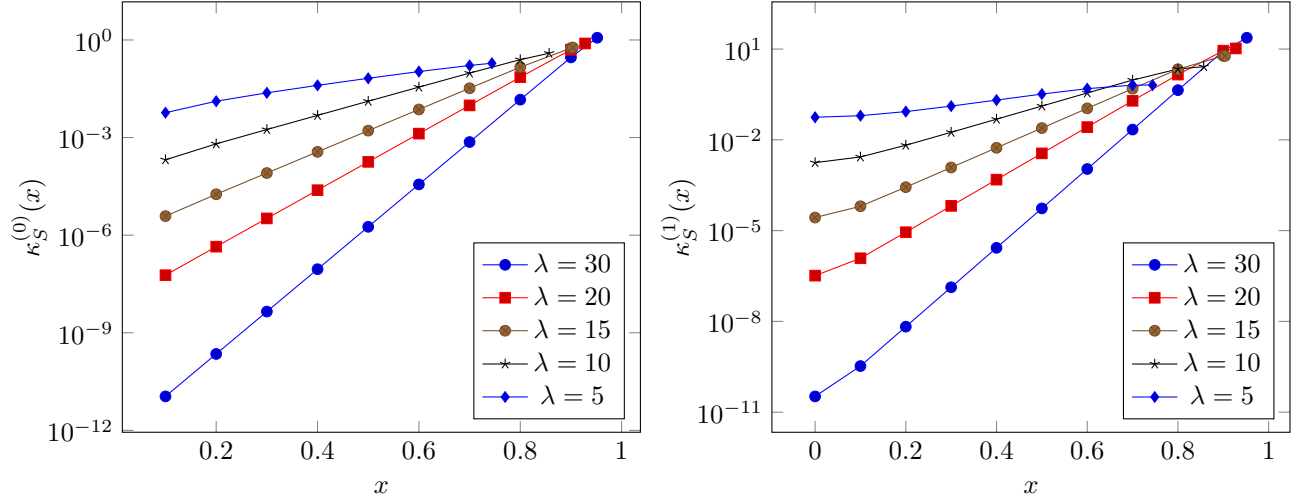 10^0
10^{-3}
10^{-6}
10^{-9}
10^{-12}
κ_S^{(0)}(x)
0.2 0.4 0.6 0.8 1
x
λ = 30
λ = 20
λ = 15
λ = 10
λ = 5
10^1
10^{-2}
10^{-5}
10^{-8}
10^{-11}
κ_S^{(1)}(x)
0 0.2 0.4 0.6 0.8 1
x
λ = 30
λ = 20
λ = 15
λ = 10
λ = 5